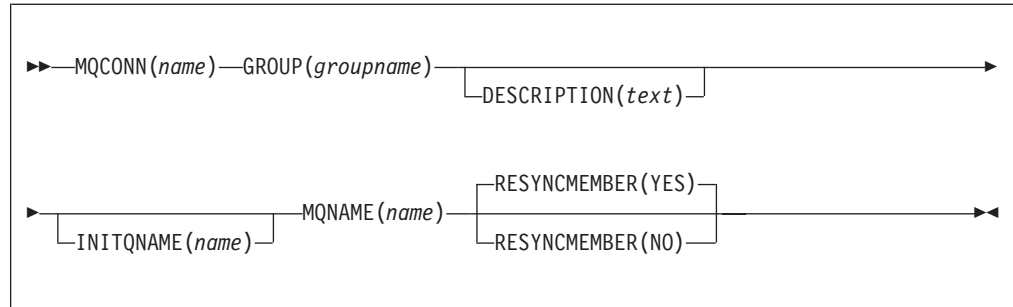 MQCONN(name) GROUP(groupname)
DESCRIPTION(text)
RESYNCMEMBER(YES)
INITQNAME(name) MQNAME(name)
RESYNCMEMBER(NO)